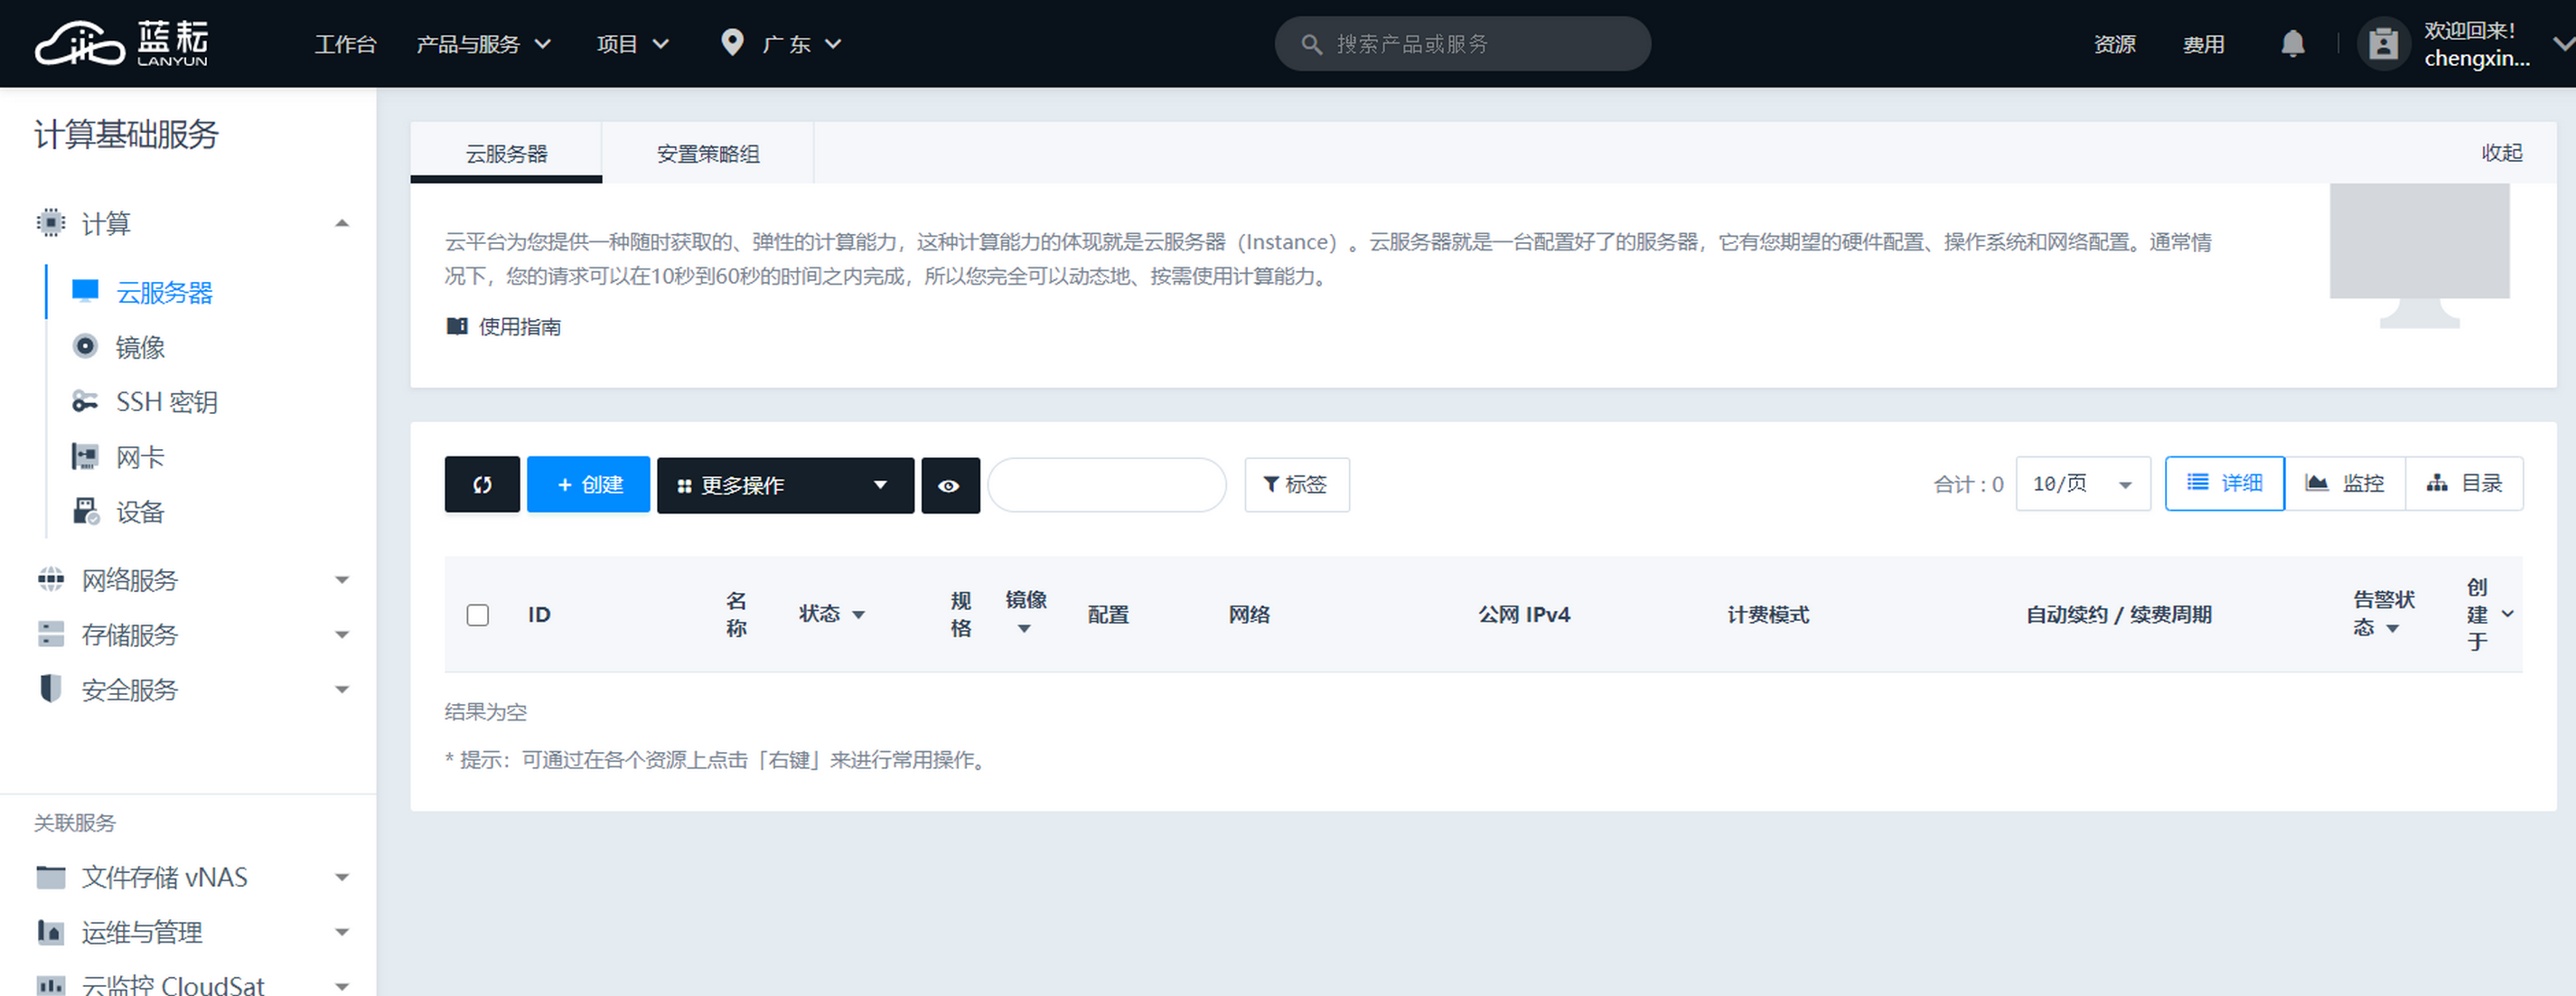 蓝耘
LANYUN
工作台 产品与服务 项目 广东 搜索产品或服务 资源 费用 欢迎回来！
chengxin...
计算基础服务
计算
云服务器
镜像
SSH 密钥
网卡
设备
网络服务
存储服务
安全服务
关联服务
文件存储 vNAS
运维与管理
云监控 CloudSat
云服务器 安置策略组 收起
云平台为您提供一种随时获取的、弹性的计算能力，这种计算能力的体现就是云服务器（Instance）。云服务器就是一台配置好了的服务器，它有您期望的硬件配置、操作系统和网络配置。通常情
况下，您的请求可以在10秒到60秒的时间之内完成，所以您完全可以动态地、按需使用计算能力。
使用指南
+ 创建 更多操作 标签 合计 : 0 10/页 详细 监控 目录
ID 名称 状态 规格 镜像 配置 网络 公网 IPv4 计费模式 自动续约 / 续费周期 告警状态 创建于
结果为空
* 提示：可通过在各个资源上点击「右键」来进行常用操作。